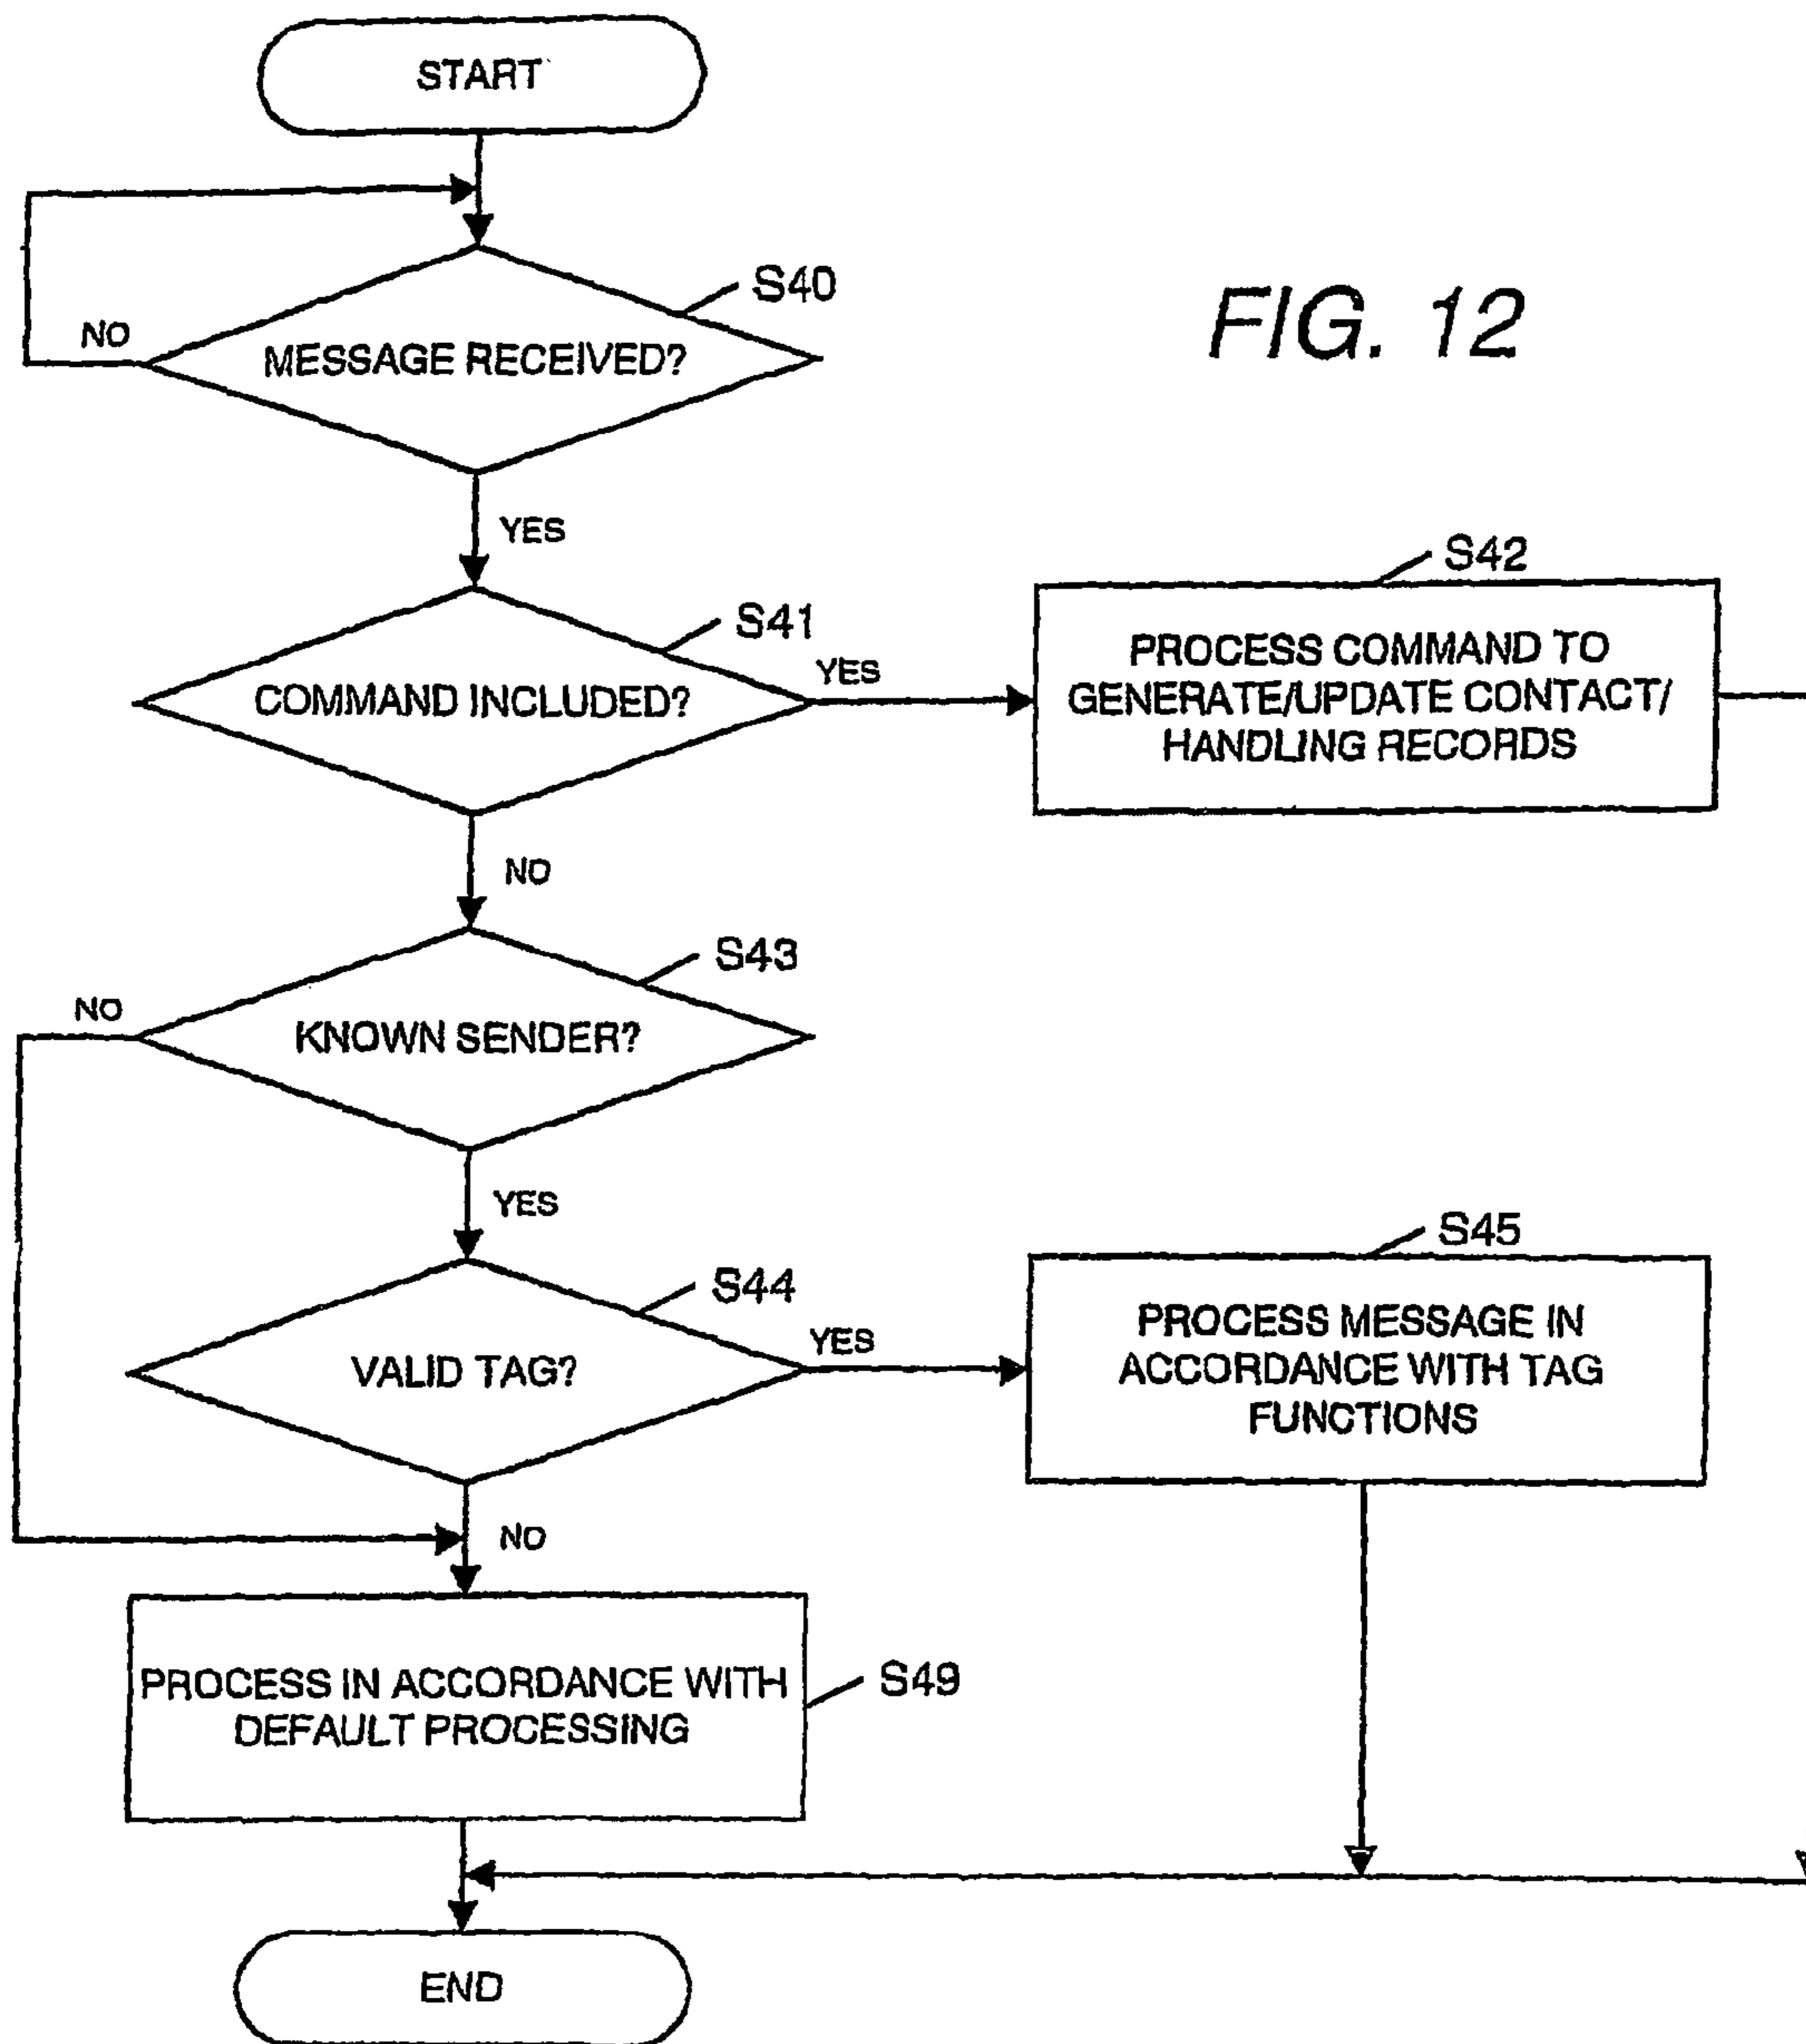 START
S40
FIG. 12
NO
MESSAGE RECEIVED?
YES
S42
S41
PROCESS COMMAND TO
GENERATE/UPDATE CONTACT/
HANDLING RECORDS
YES
COMMAND INCLUDED?
NO
S43
NO
KNOWN SENDER?
YES
S45
S44
PROCESS MESSAGE IN
ACCORDANCE WITH TAG
FUNCTIONS
YES
VALID TAG?
NO
PROCESS IN ACCORDANCE WITH
DEFAULT PROCESSING
S49
END